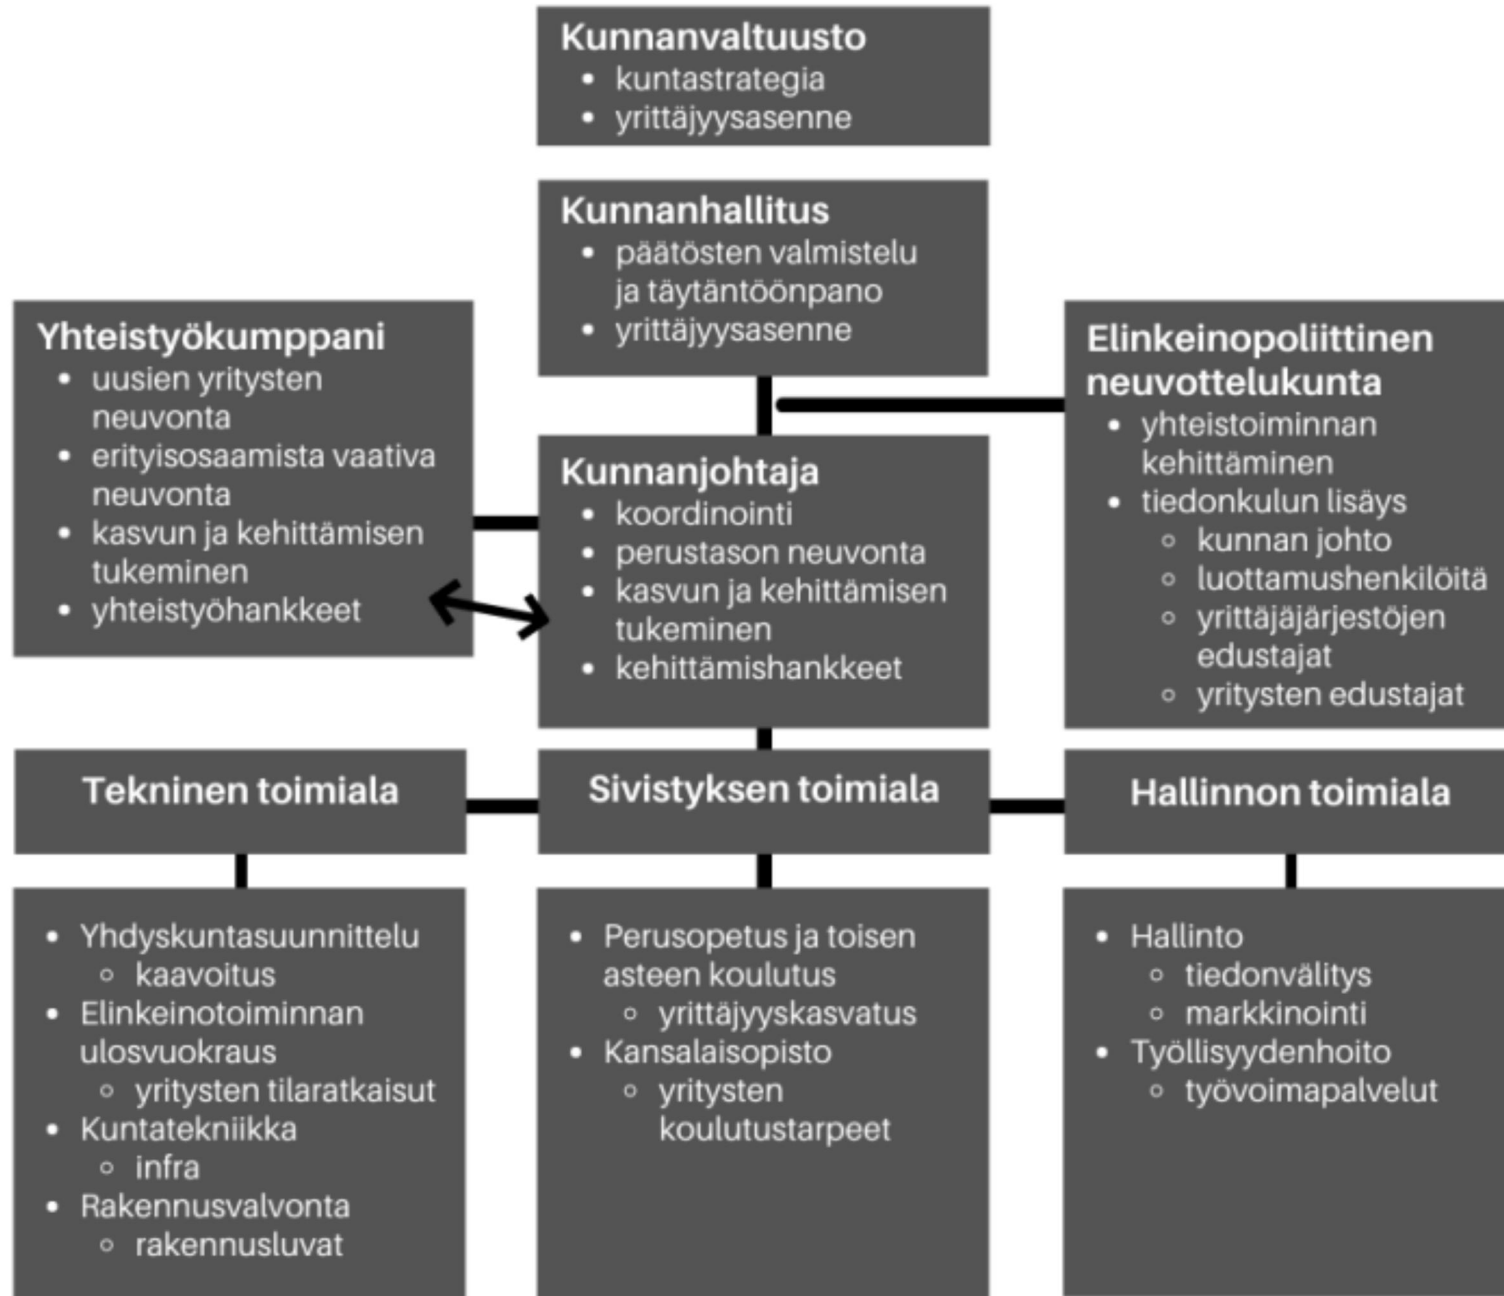 Kunnanvaltuusto
• kuntastrategia
• yrittäjyysasenne
Kunnanhallitus
• päätösten valmistelu
ja täytäntöönpano
• yrittäjyysasenne
Yhteistyökumppani
• uusien yritysten
neuvonta
• erityisosaamista vaativa
neuvonta
• kasvun ja kehittämisen
tukeminen
• yhteistyöhankkeet
Kunnanjohtaja
• koordinointi
• perustason neuvonta
• kasvun ja kehittämisen
tukeminen
• kehittämishankkeet
Elinkeinopoliittinen
neuvottelukunta
• yhteistoiminnan
kehittäminen
• tiedonkulun lisäys
◦ kunnan johto
◦ luottamushenkilöitä
◦ yrittäjäjärjestöjen
edustajat
◦ yritysten edustajat
Tekninen toimiala
Sivistyksen toimiala
Hallinnon toimiala
• Yhdyskuntasuunnittelu
◦ kaavoitus
• Elinkeinotoiminnan
ulosvuokraus
◦ yritysten tilaratkaisut
• Kuntatekniikka
◦ infra
• Rakennusvalvonta
◦ rakennusluvat
• Perusopetus ja toisen
asteen koulutus
◦ yrittäjyyskasvatus
• Kansalaisopisto
◦ yritysten
koulutustarpeet
• Hallinto
◦ tiedonvälitys
◦ markkinointi
• Työllisyydenhoito
◦ työvoimapalvelut